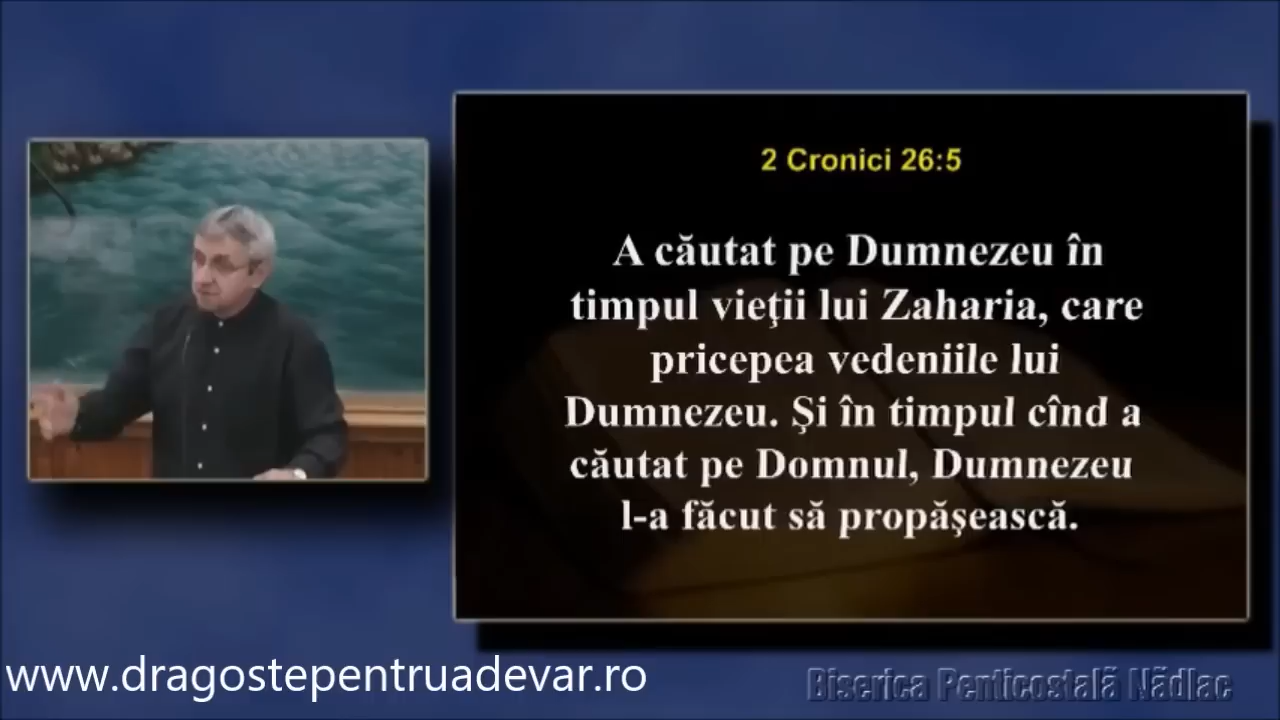 2 Cronici 26:5
A căutat pe Dumnezeu în
timpul vieţii lui Zaharia, care
pricepea vedeniile lui
Dumnezeu. Şi în timpul cînd a
căutat pe Domnul, Dumnezeu
l-a făcut să propăşească.
www.dragostepentruadevar.ro
Biserica Penticostală Nădlac